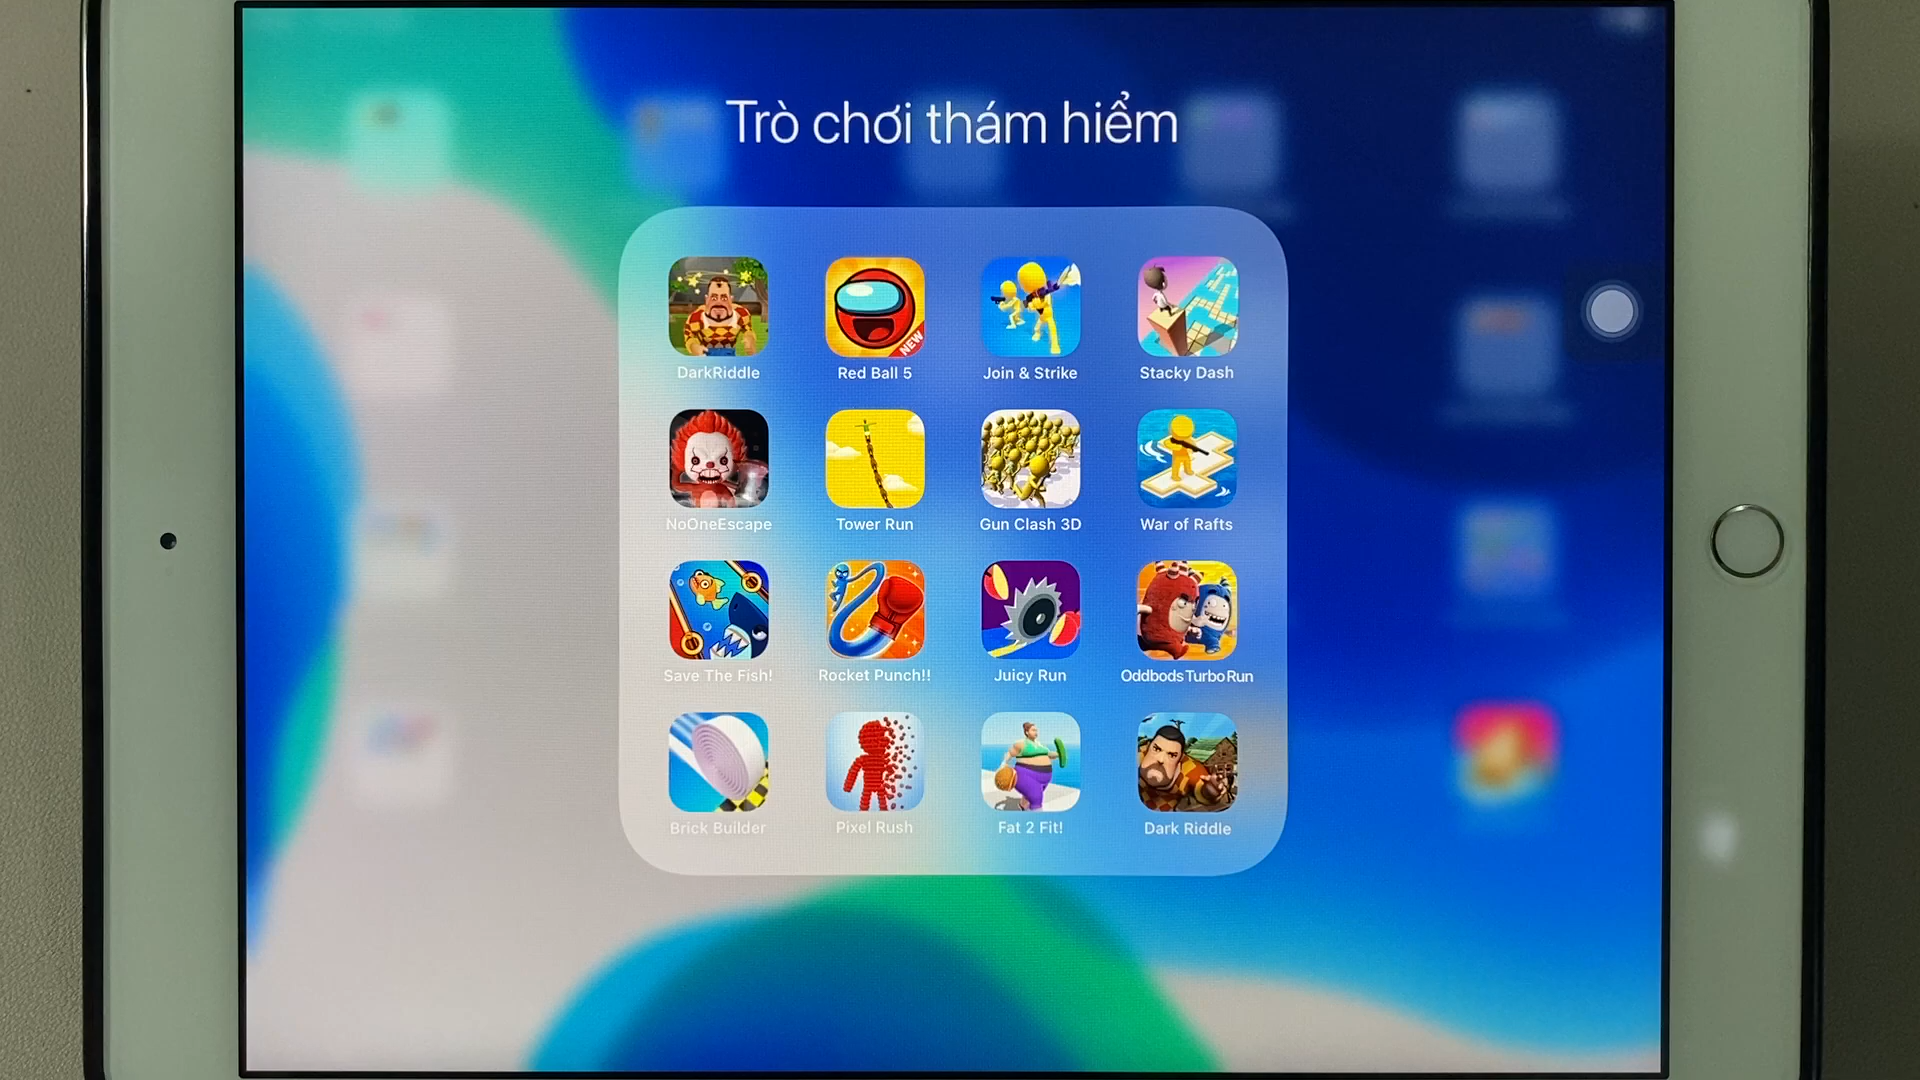 Trò chơi thám hiểm
DarkRiddle
NEW
Red Ball 5
Join & Strike
Stacky Dash
NoOneEscape
Tower Run
Gun Clash 3D
War of Rafts
Save The Fish!
Rocket Punch!!
Juicy Run
Oddbods Turbo Run
Brick Builder
Pixel Rush
Fat 2 Fit!
Dark Riddle